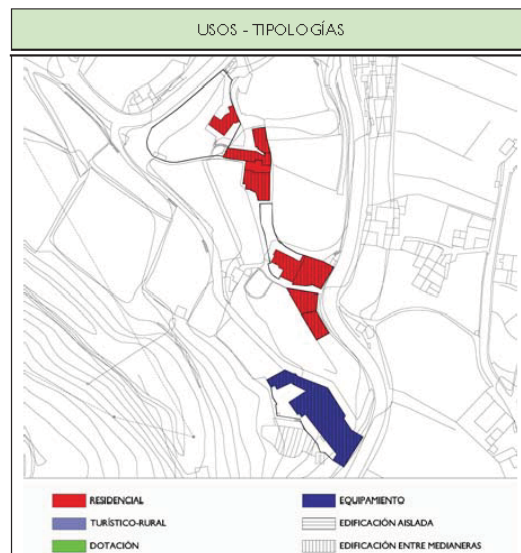 USOS - TIPOLOGÍAS
RESIDENCIAL
EQUIPAMIENTO
TURÍSTICO-RURAL
EDIFICACIÓN AISLADA
DOTACIÓN
EDIFICACIÓN ENTRE MEDIANERAS